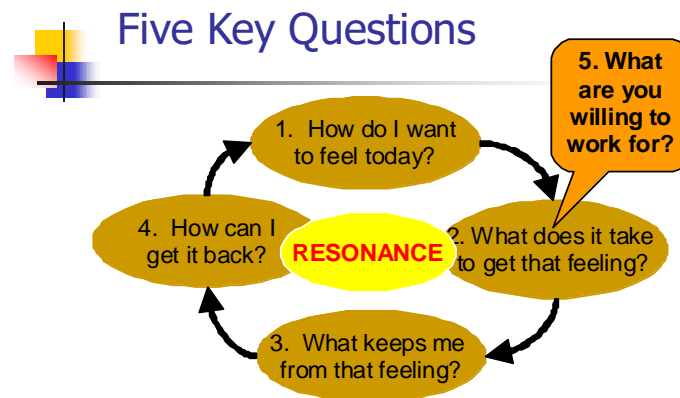 Five Key Questions
5. What
are you
willing to
work for?
1. How do I want
to feel today?
4. How can I
get it back?
RESONANCE
2. What does it take
to get that feeling?
3. What keeps me
from that feeling?